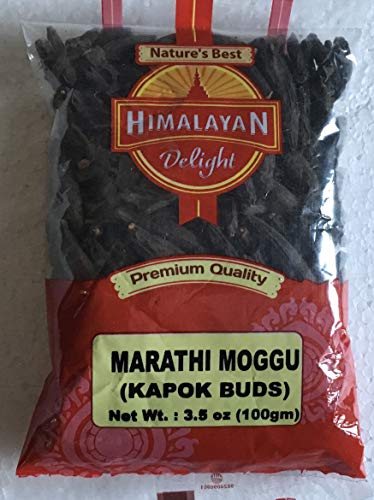 Nature's Best
HIMALAYAN
Delight
Premium Quality
MARATHI MOGGU
(KAPOK BUDS)
Net Wt. : 3.5 oz (100gm)